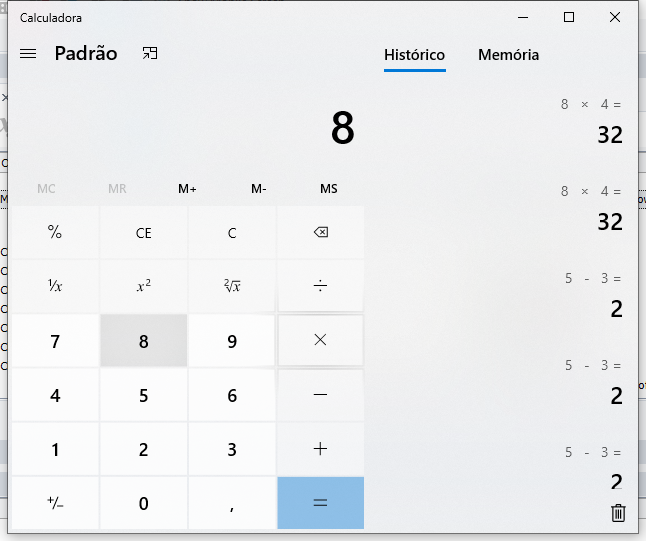 Calculadora
Padrão
Histórico Memória
8
8 × 4 =
32
8 × 4 =
32
5 - 3 =
2
5 - 3 =
2
5 - 3 =
2
MC MR M+ M- MS
% CE C
¹/x x² ²√x ÷
7 8 9 ×
4 5 6 −
1 2 3 +
+/− 0 , =